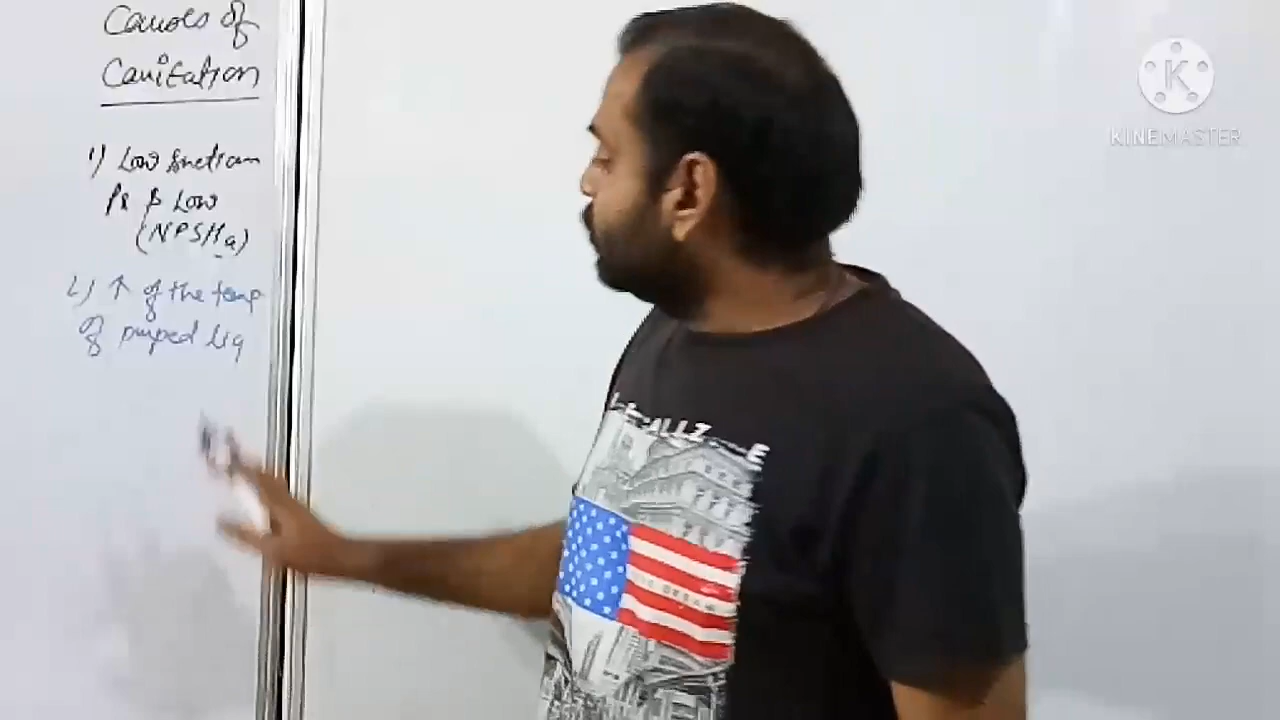 Causes of
Cavitation
1) Low Suction
Pr & Low
(NPSHa)
2) ↑ of the temp
of pumped liq
K
KINEMASTER